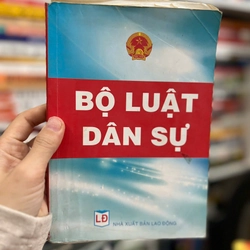 BỘ LUẬT
DÂN SỰ
LĐ
NHÀ XUẤT BẢN LAO ĐỘNG